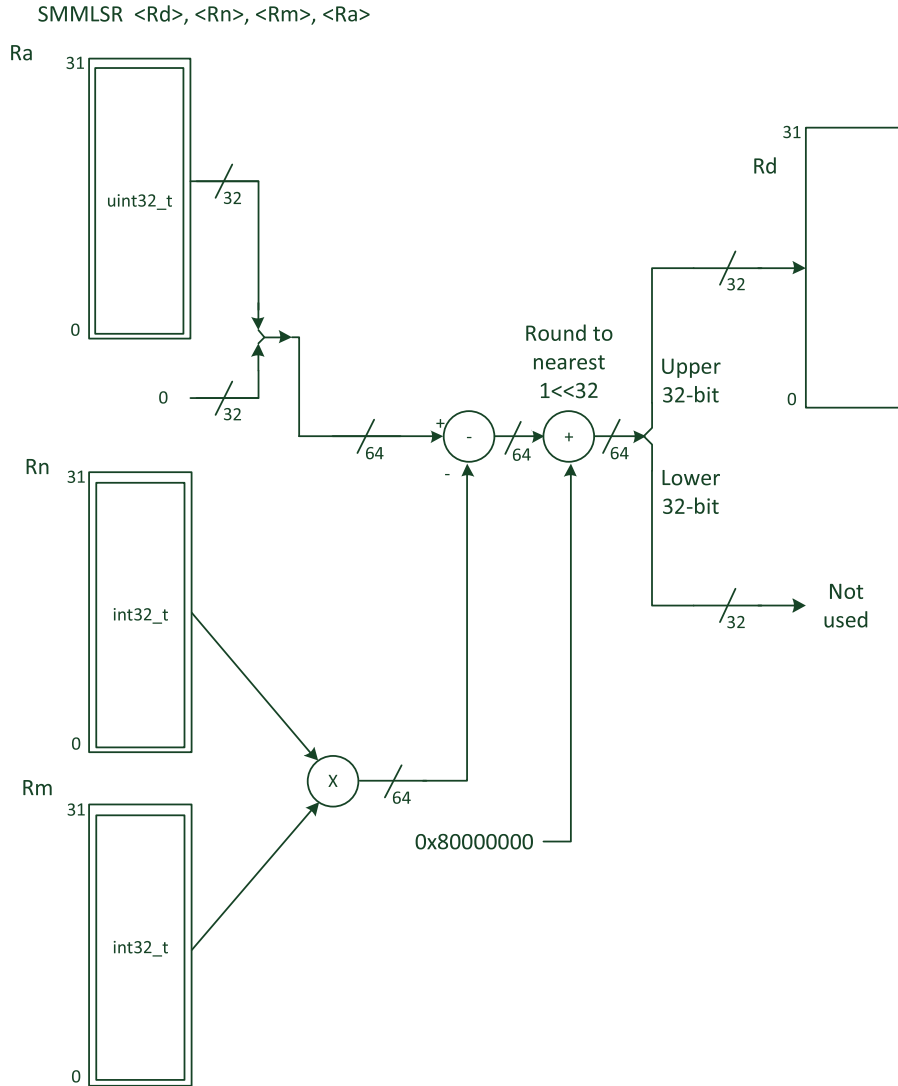 SMMLSR <Rd>, <Rn>, <Rm>, <Ra>
Ra
31
uint32_t
32
0
0
32
31
Rd
32
0
Round to
nearest
1<<32
Upper
32-bit
+
-
-
64
64
+
64
Lower
32-bit
Rn
31
int32_t
0
32
Not
used
X
64
0x80000000
Rm
31
int32_t
0